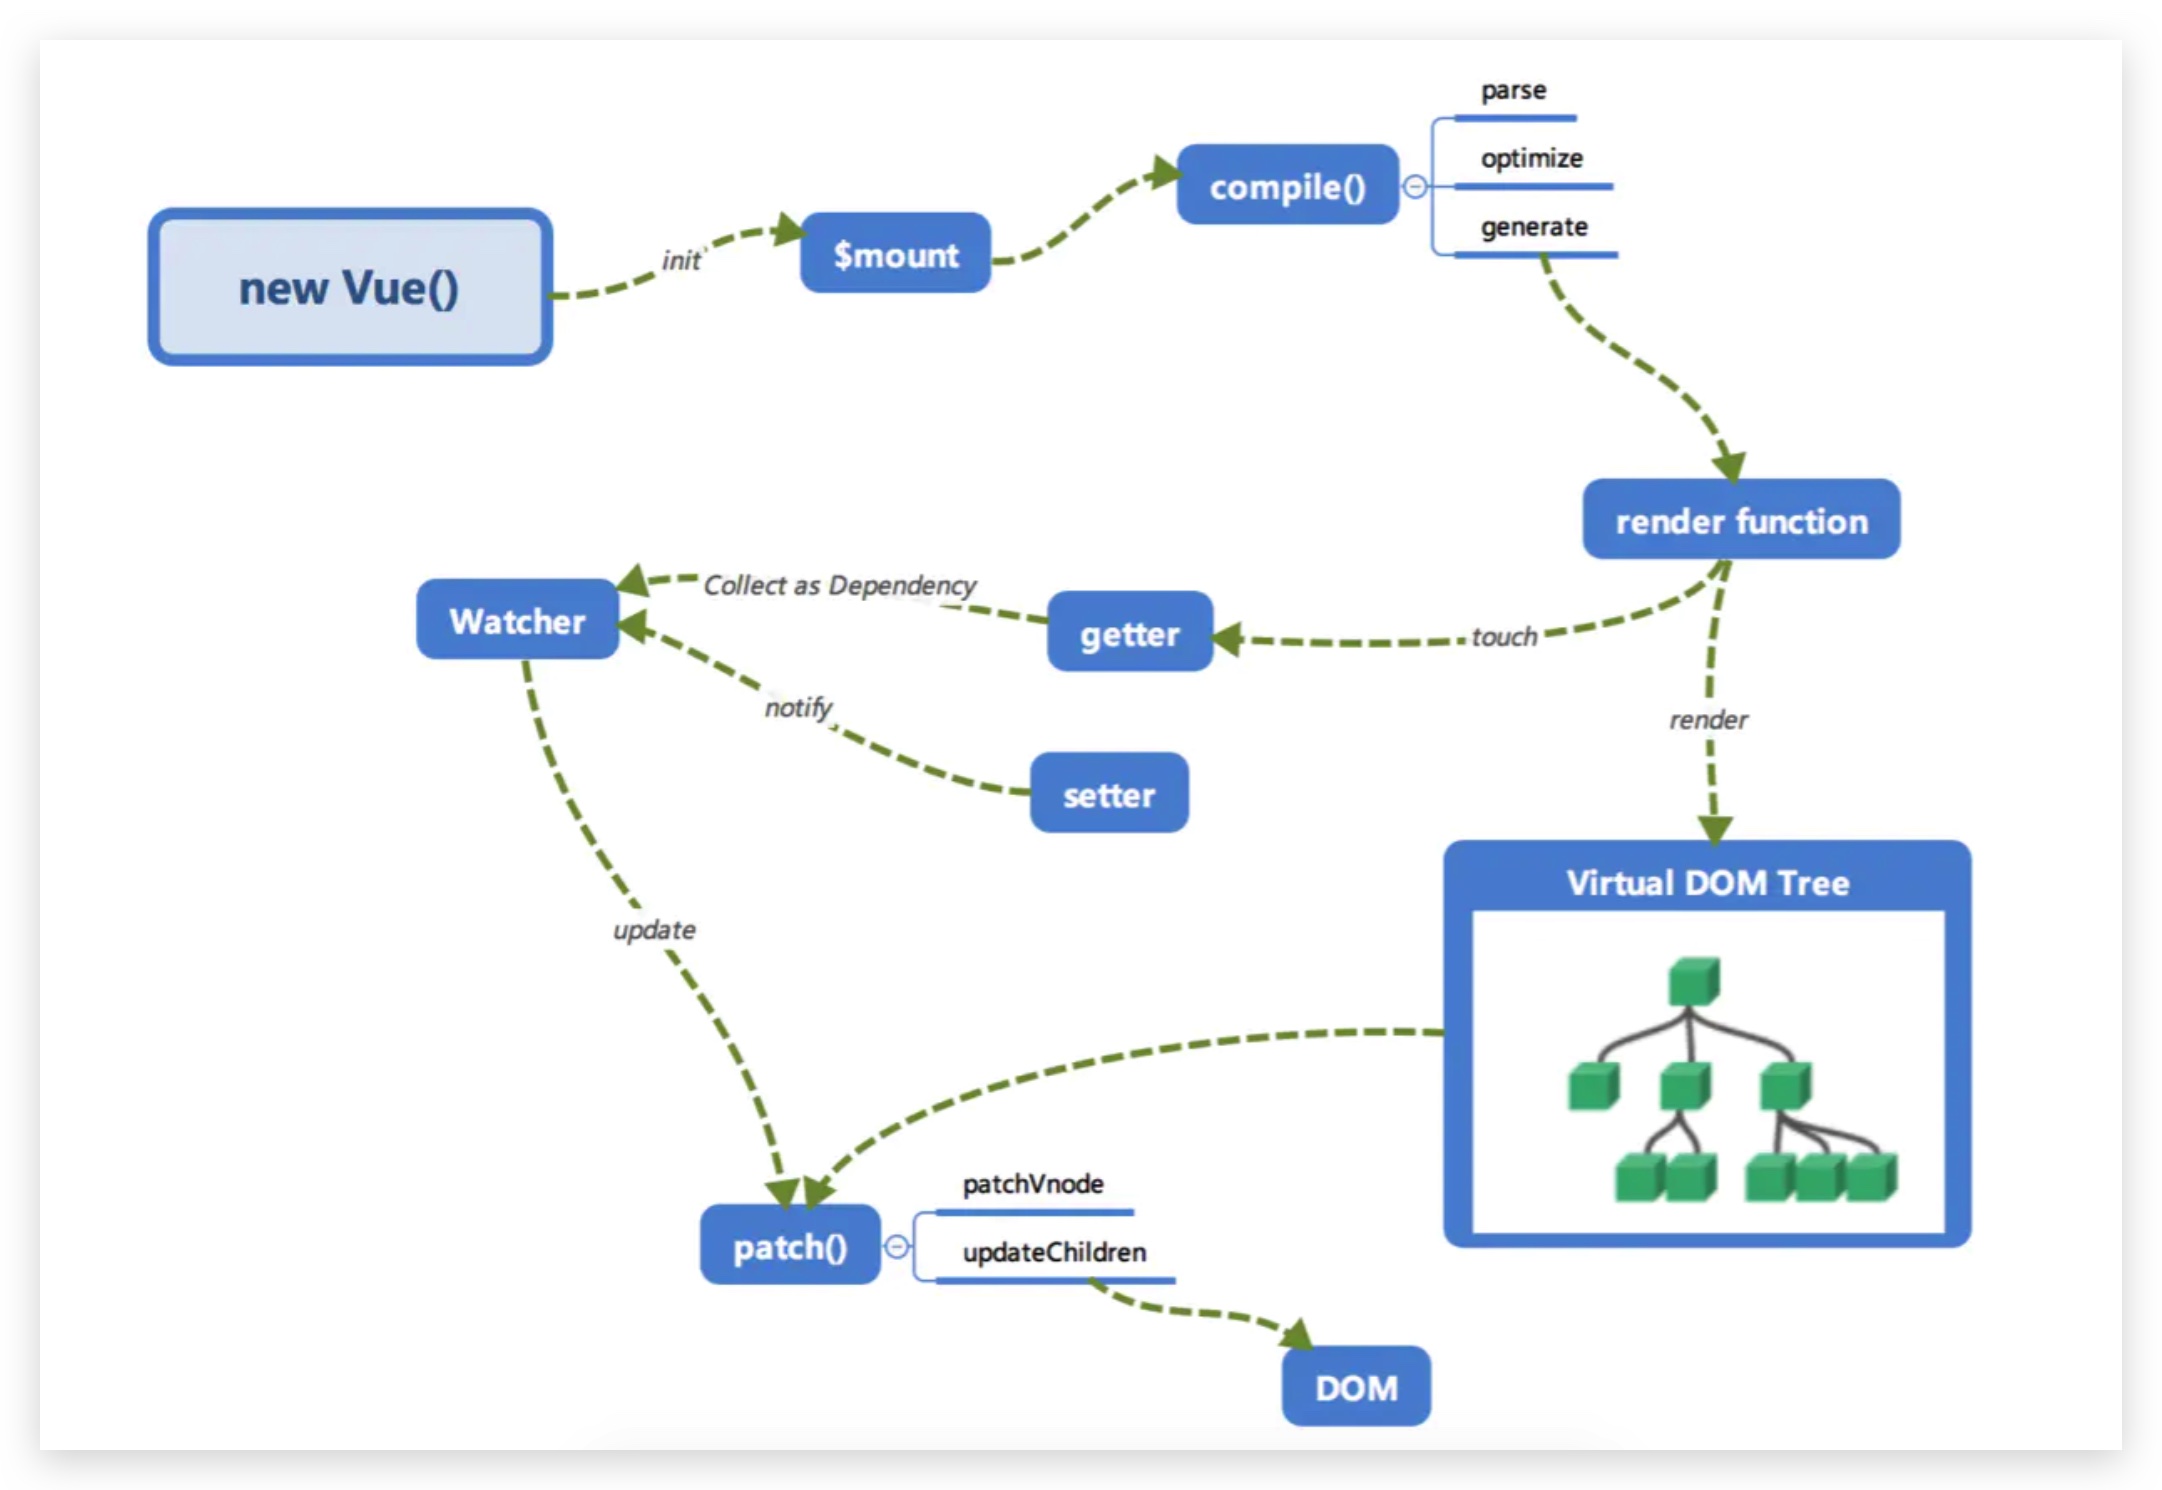 parse
optimize
compile()
generate
new Vue()
init
$mount
render function
Collect as Dependency
Watcher
getter
touch
notify
render
setter
Virtual DOM Tree
update
patchVnode
patch()
updateChildren
DOM